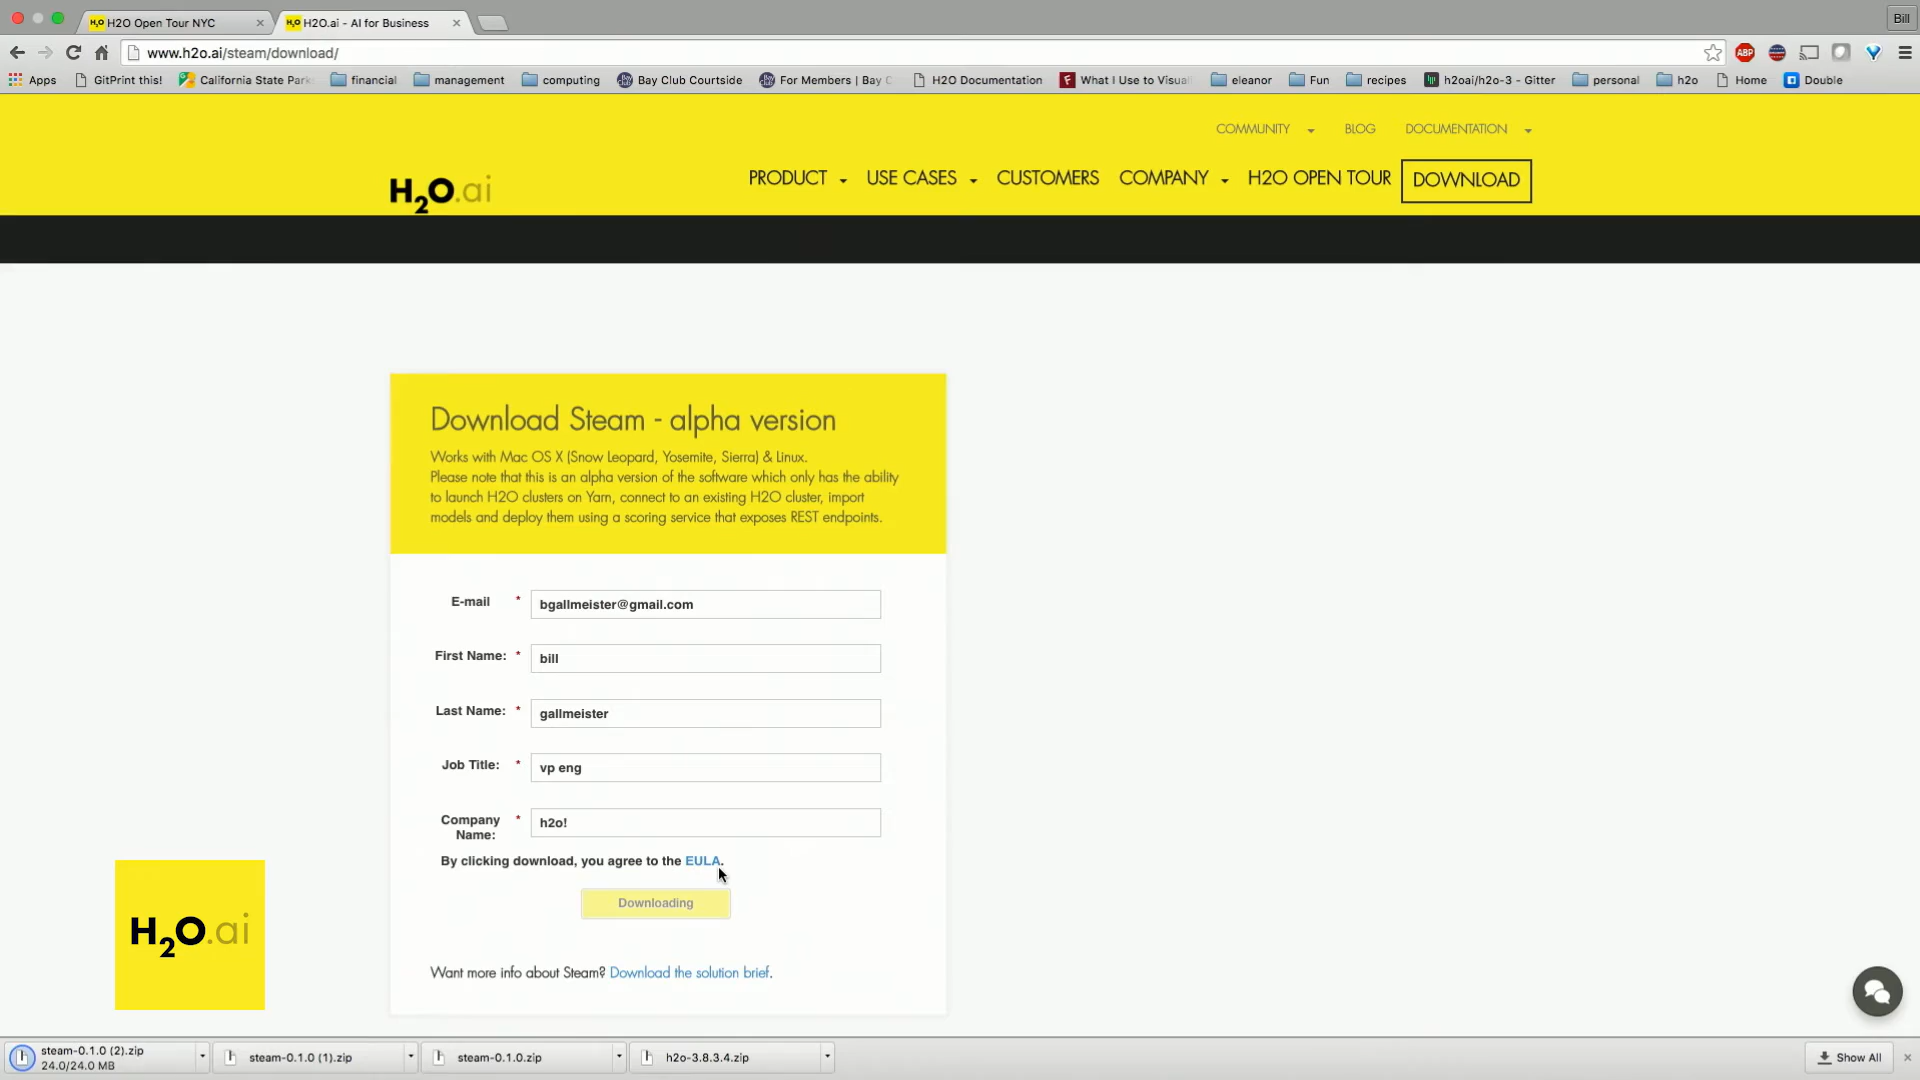 H2O Open Tour NYC
H2O.ai - AI for Business
Bill
www.h2o.ai/steam/download/
Apps
GitPrint this!
California State Park
financial
management
computing
Bay Club Courtside
For Members | Bay C
H2O Documentation
What I Use to Visual
eleanor
Fun
recipes
h2oai/h2o-3 - Gitter
personal
h2o
Home
Double
ABP
COMMUNITY
BLOG
DOCUMENTATION
H2O.ai
PRODUCT
USE CASES
CUSTOMERS
COMPANY
H2O OPEN TOUR
DOWNLOAD
Download Steam - alpha version
Works with Mac OS X (Snow Leopard, Yosemite, Sierra) & Linux.
Please note that this is an alpha version of the software which only has the ability
to launch H2O clusters on Yarn, connect to an existing H2O cluster, import
models and deploy them using a scoring service that exposes REST endpoints.
E-mail * bgallmeister@gmail.com
First Name: * bill
Last Name: * gallmeister
Job Title: * vp eng
Company * h2o!
Name:
By clicking download, you agree to the EULA.
Downloading
H2O.ai
Want more info about Steam? Download the solution brief.
steam-0.1.0 (2).zip
24.0/24.0 MB
steam-0.1.0 (1).zip
steam-0.1.0.zip
h2o-3.8.3.4.zip
Show All